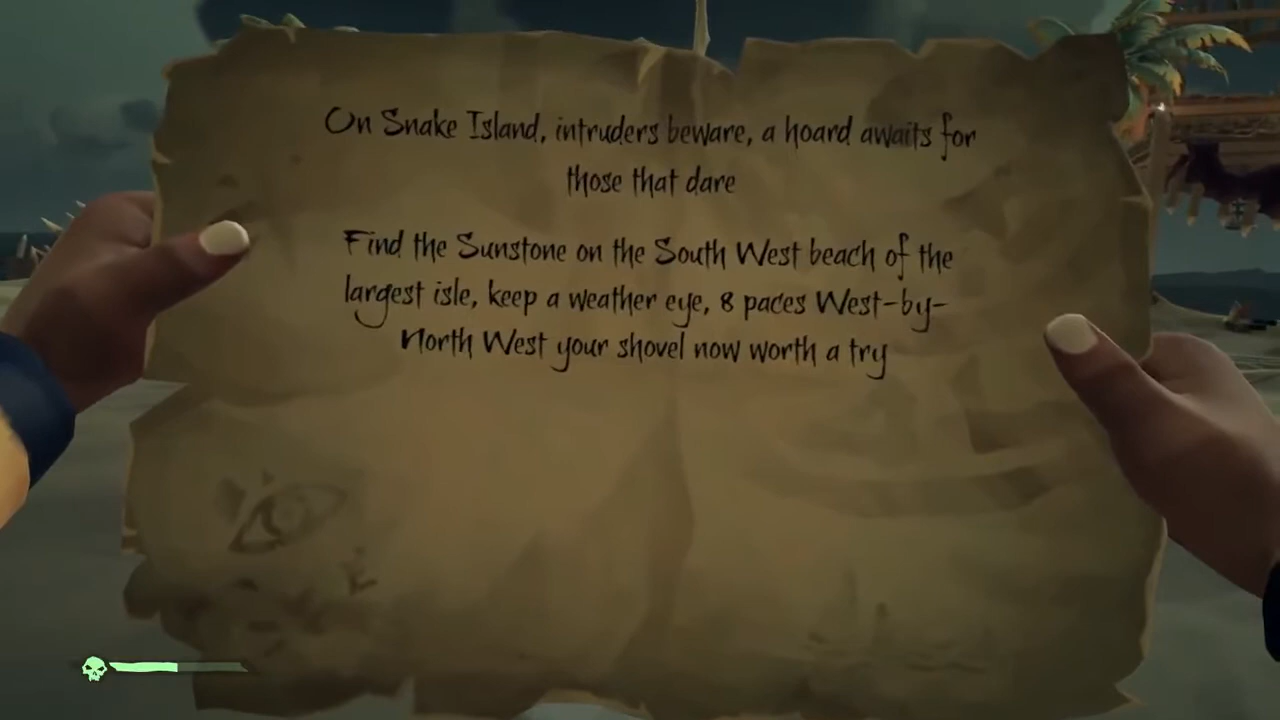 On Snake Island, intruders beware, a hoard awaits for
those that dare
Find the Sunstone on the South West beach of the
largest isle, keep a weather eye, 8 paces West-by-
North West your shovel now worth a try